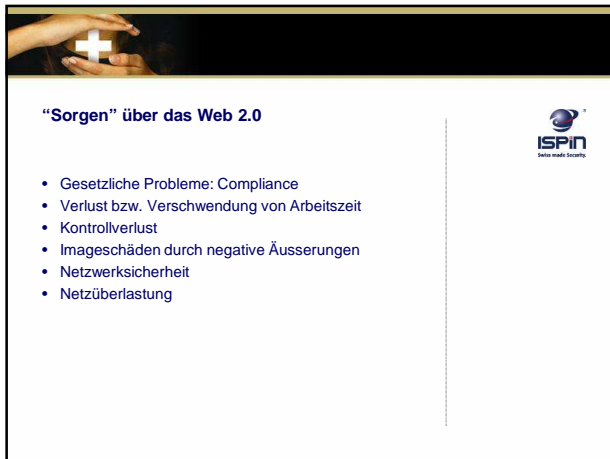 “Sorgen” über das Web 2.0
ISPiN
Swiss made Security.
• Gesetzliche Probleme: Compliance
• Verlust bzw. Verschwendung von Arbeitszeit
• Kontrollverlust
• Imageschäden durch negative Äusserungen
• Netzwerksicherheit
• Netzüberlastung